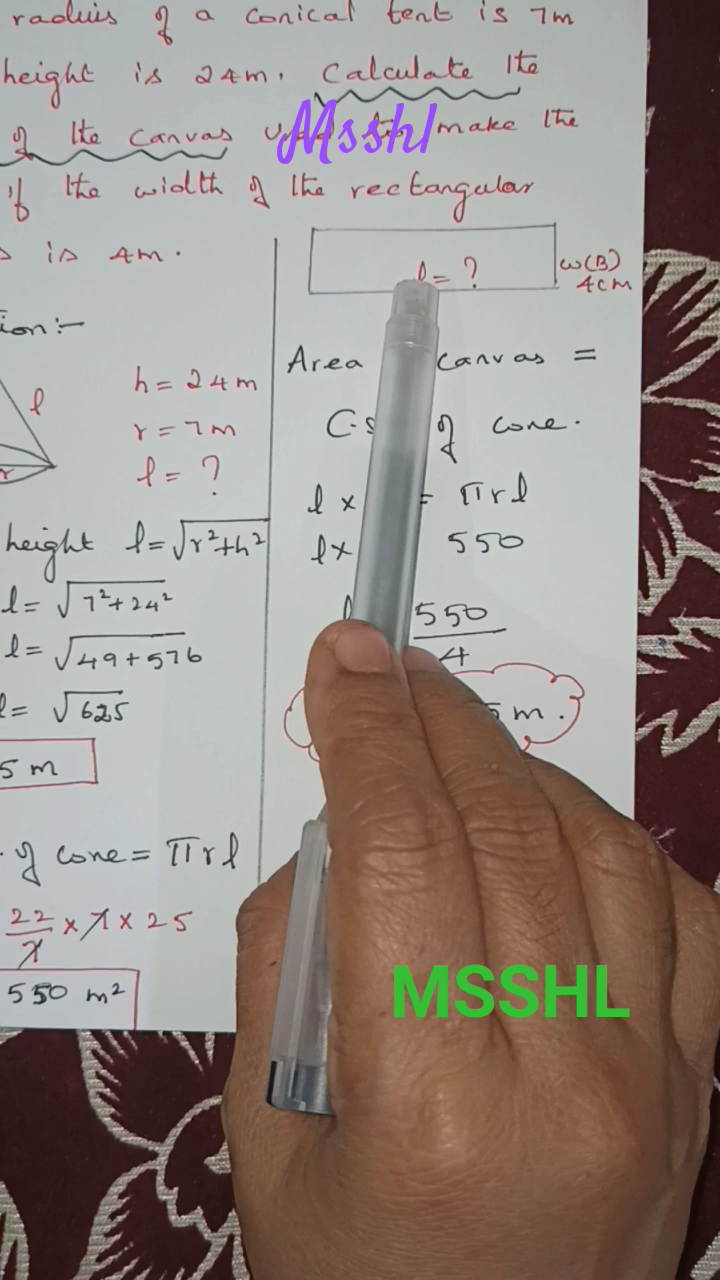 radius of a conical tent is 7m
height is 24m. Calculate the
of the canvas used to make the
Msshl
if the width of the rectangular
is 4m.
l = ?
w(B)
4cm
h = 24m
r = 7m
l = ?
l
r
height l = √r²+h²
l = √7²+24²
l = √49+576
l = √625
5 m
of cone = πrl
22/7 × 7 × 25
550 m²
Area canvas =
of cone.
l × = πrl
l× 550
550
4
m.
MSSHL